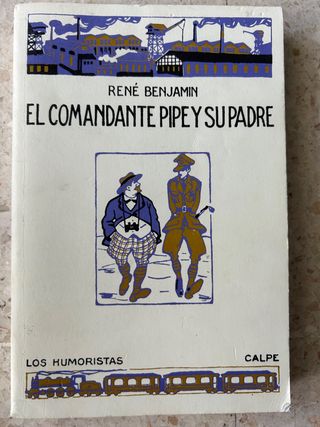 RENÉ BENJAMIN
EL COMANDANTE PIPE Y SU PADRE
LOS HUMORISTAS CALPE